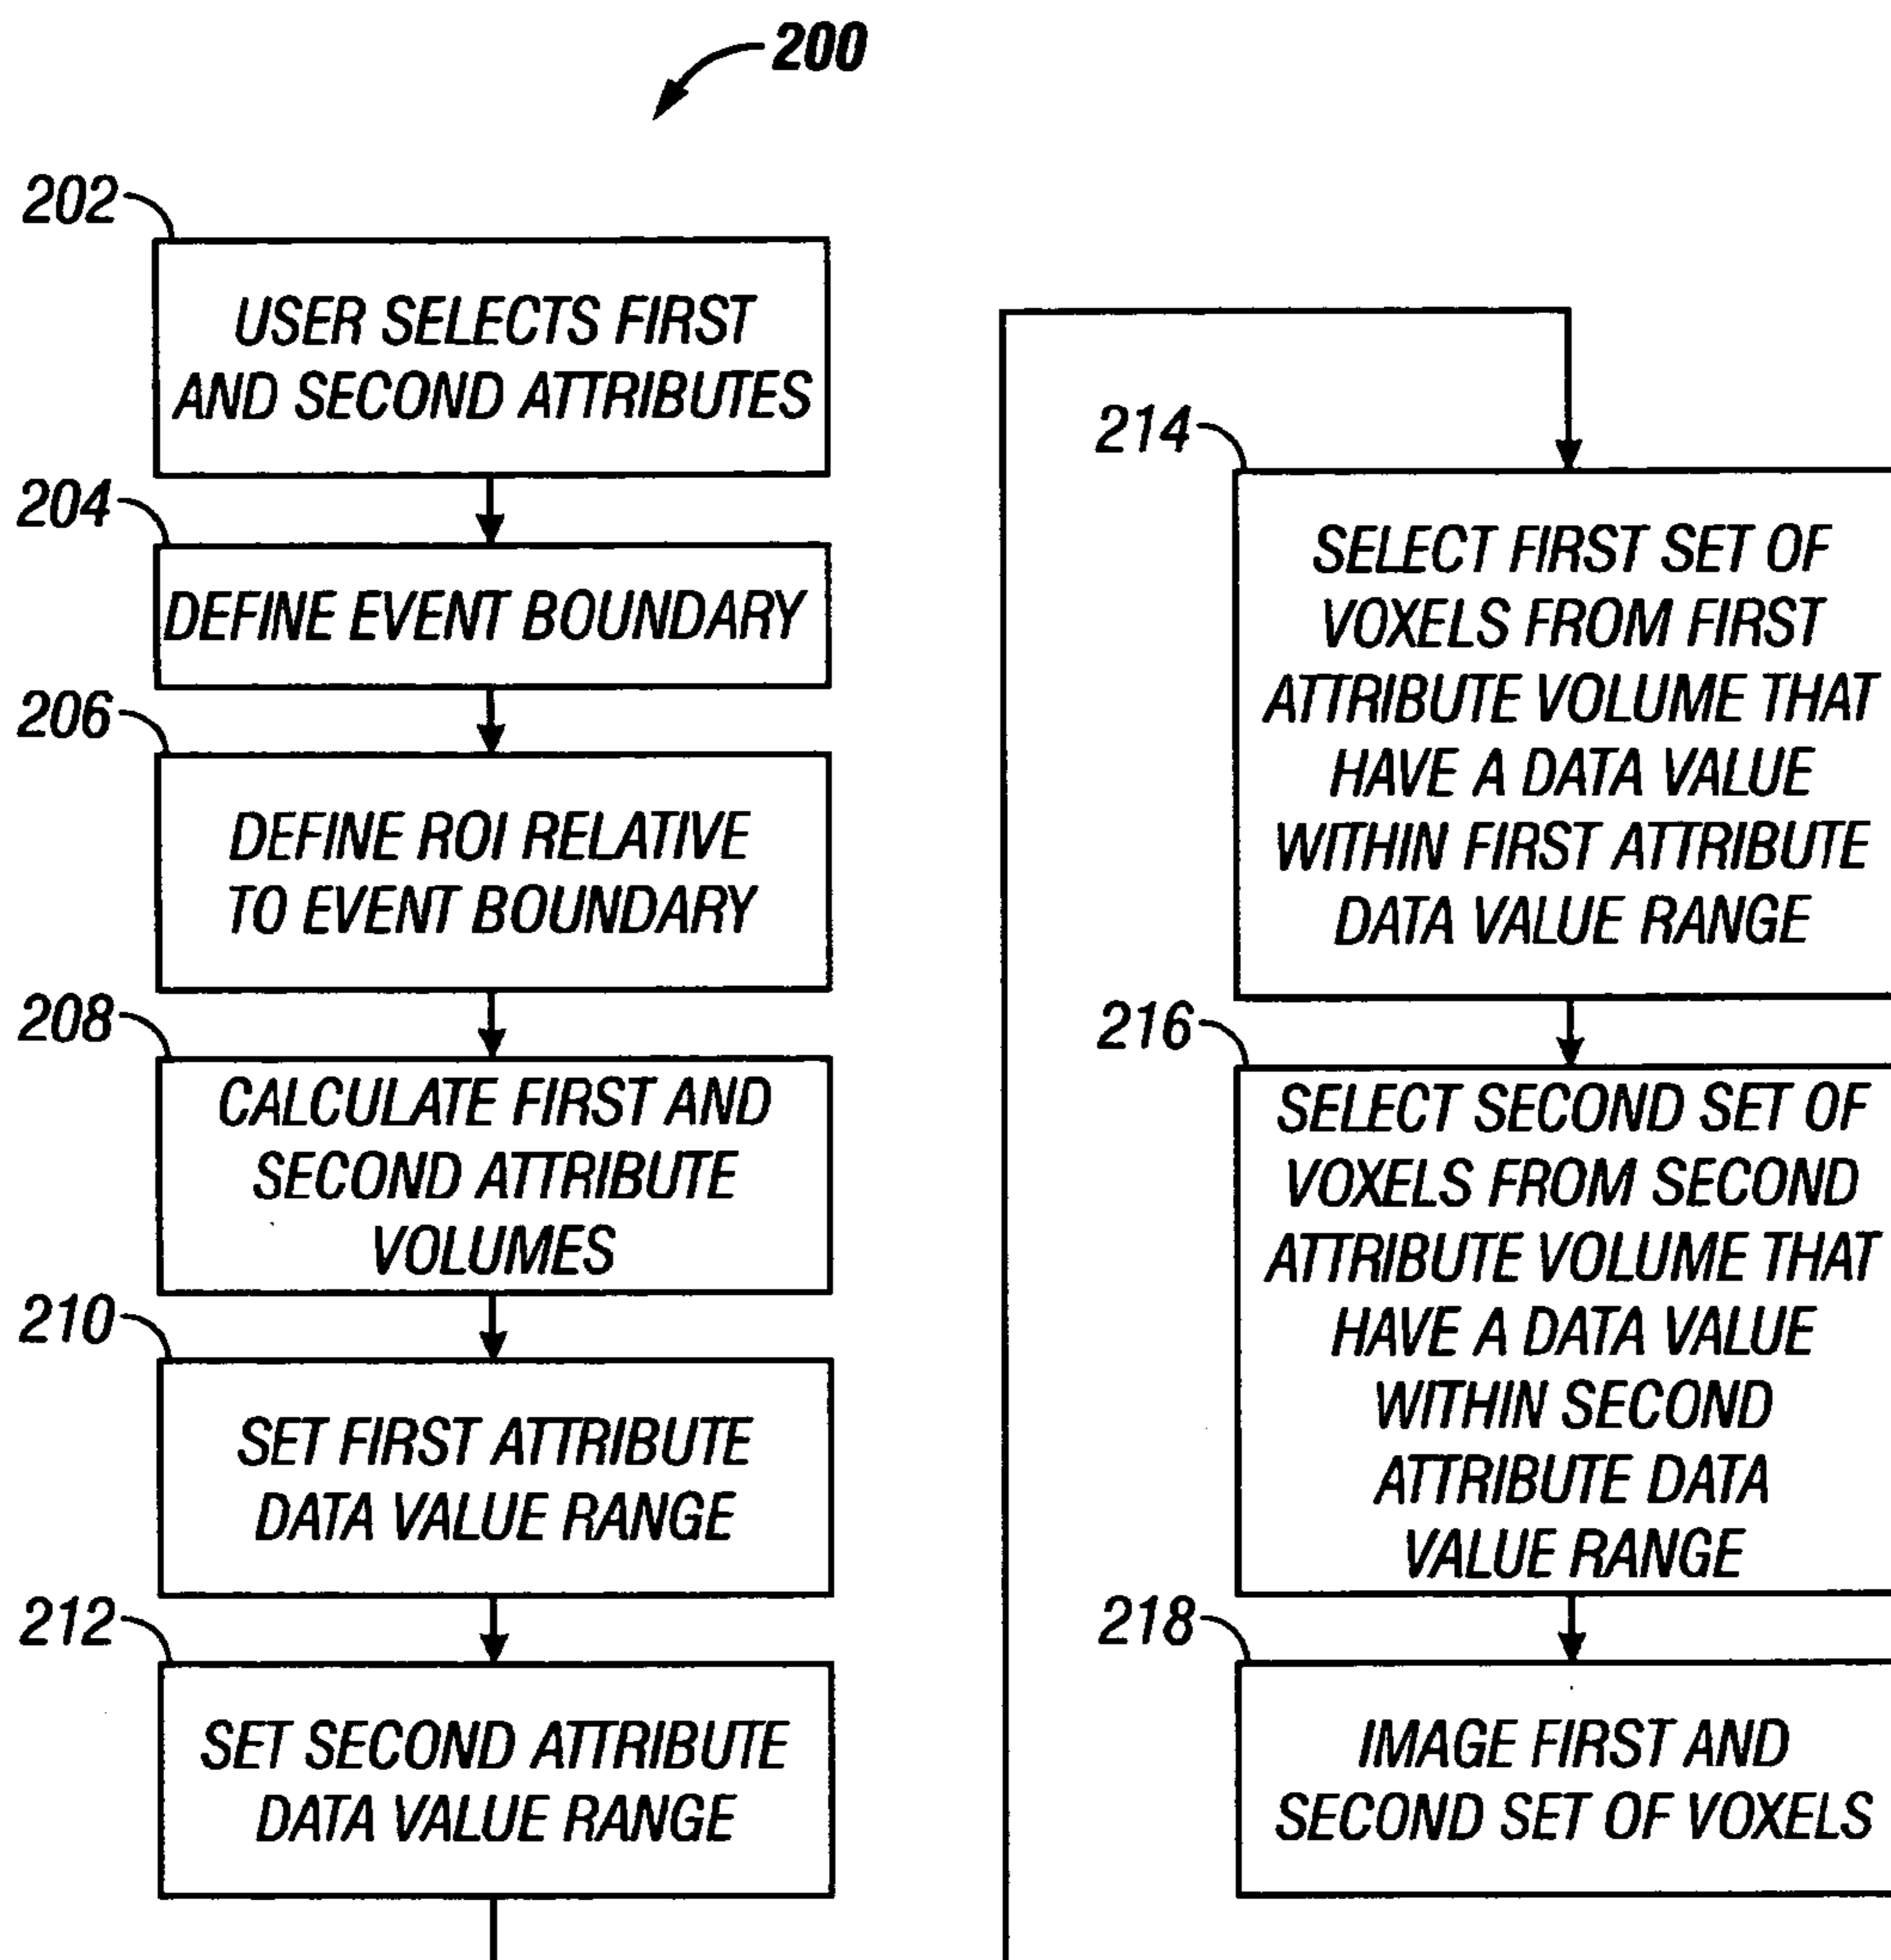 200
202
USER SELECTS FIRST
AND SECOND ATTRIBUTES
204
DEFINE EVENT BOUNDARY
206
DEFINE ROI RELATIVE
TO EVENT BOUNDARY
208
CALCULATE FIRST AND
SECOND ATTRIBUTE
VOLUMES
210
SET FIRST ATTRIBUTE
DATA VALUE RANGE
212
SET SECOND ATTRIBUTE
DATA VALUE RANGE
214
SELECT FIRST SET OF
VOXELS FROM FIRST
ATTRIBUTE VOLUME THAT
HAVE A DATA VALUE
WITHIN FIRST ATTRIBUTE
DATA VALUE RANGE
216
SELECT SECOND SET OF
VOXELS FROM SECOND
ATTRIBUTE VOLUME THAT
HAVE A DATA VALUE
WITHIN SECOND
ATTRIBUTE DATA
VALUE RANGE
218
IMAGE FIRST AND
SECOND SET OF VOXELS